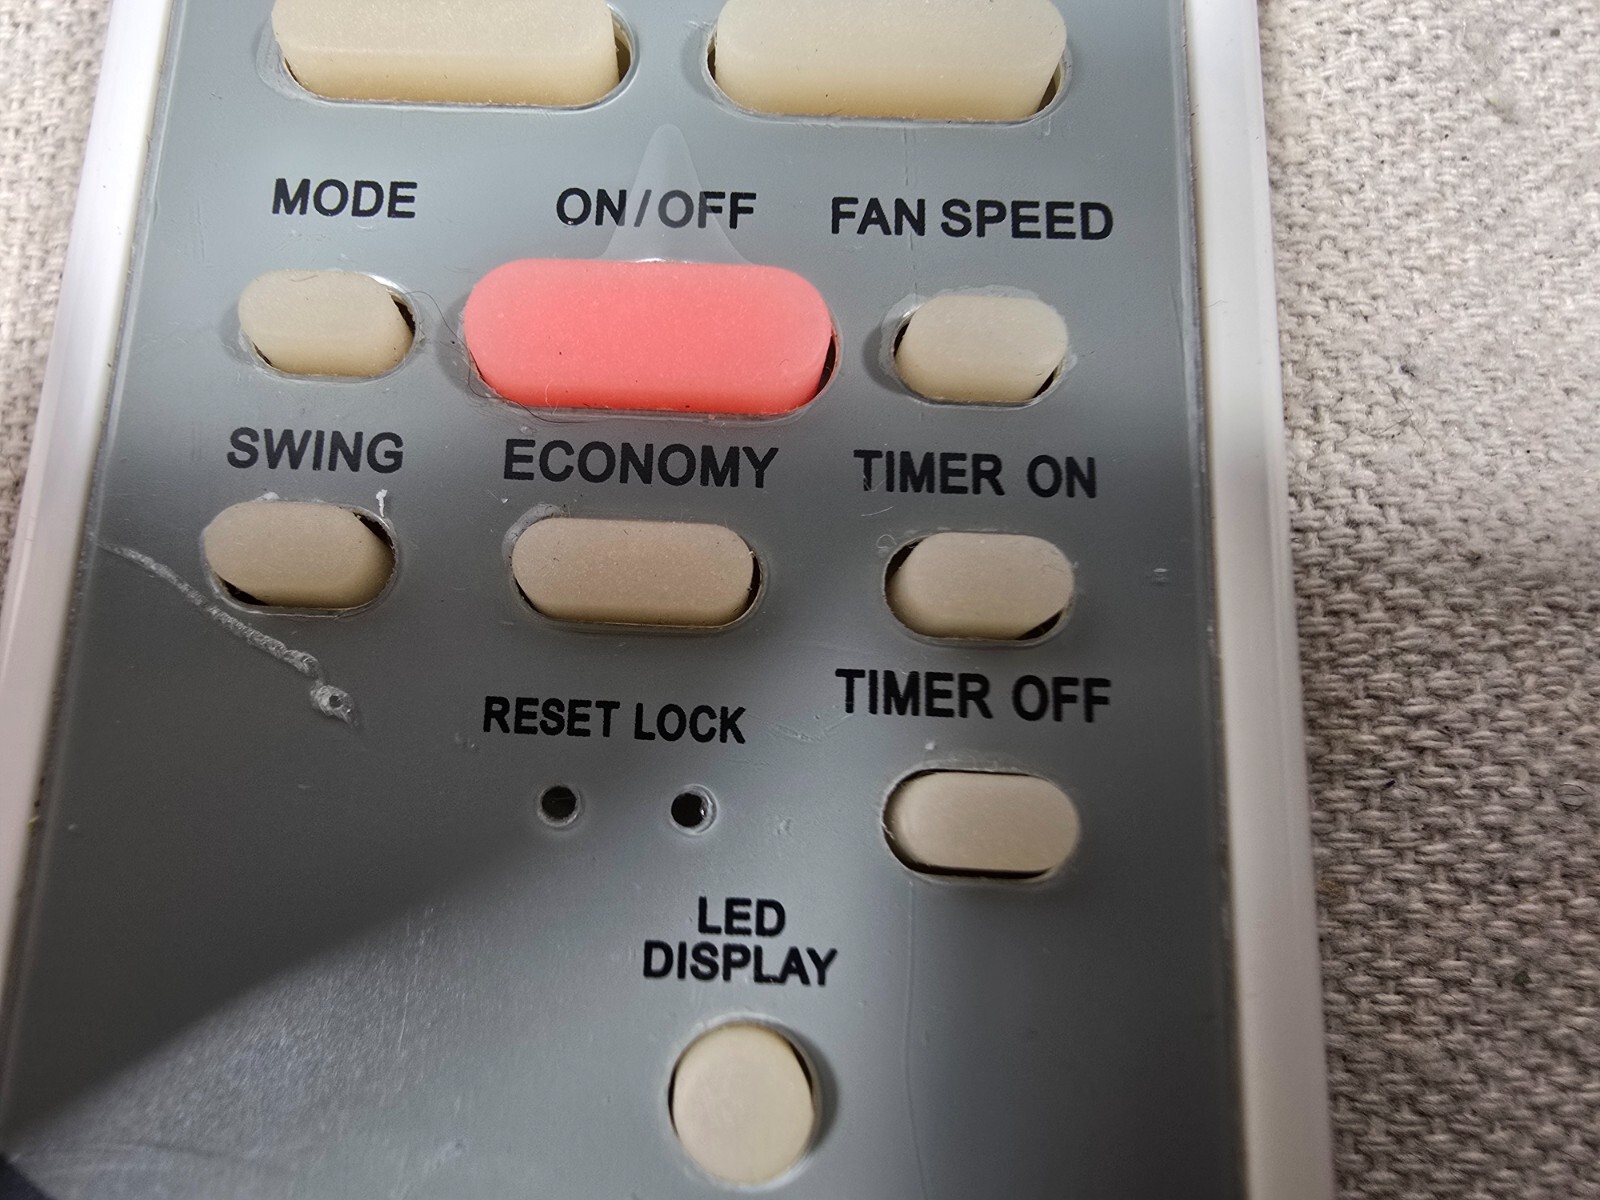 MODE ON/OFF FAN SPEED
SWING ECONOMY TIMER ON
RESET LOCK TIMER OFF
LED
DISPLAY